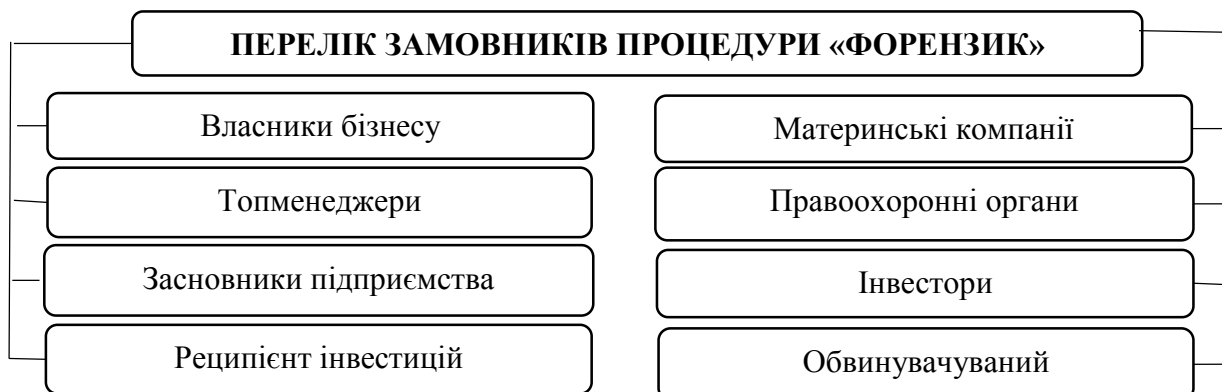 ПЕРЕЛІК ЗАМОВНИКІВ ПРОЦЕДУРИ «ФОРЕНЗИК»
Власники бізнесу
Топменеджери
Засновники підприємства
Реципієнт інвестицій
Материнські компанії
Правоохоронні органи
Інвестори
Обвинувачуваний